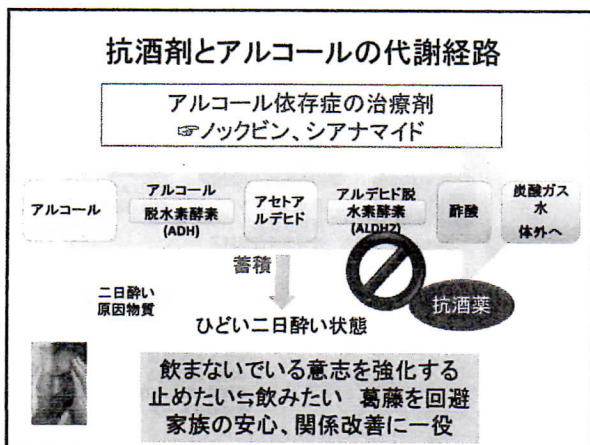 抗酒剤とアルコールの代謝経路
アルコール依存症の治療剤
☞ノックビン、シアナマイド
アルコール
アルコール
脱水素酵素
(ADH)
アセトア
ルデヒド
アルデヒド脱
水素酵素
(ALDH2)
酢酸
炭酸ガス
水
体外へ
蓄積
抗酒薬
二日酔い
原因物質
ひどい二日酔い状態
飲まないでいる意志を強化する
止めたい⇆飲みたい 葛藤を回避
家族の安心、関係改善に一役